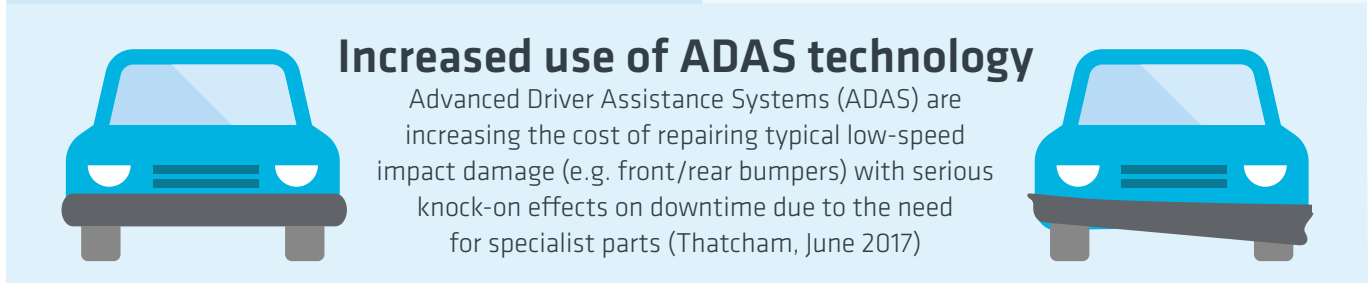 Increased use of ADAS technology
Advanced Driver Assistance Systems (ADAS) are
increasing the cost of repairing typical low-speed
impact damage (e.g. front/rear bumpers) with serious
knock-on effects on downtime due to the need
for specialist parts (Thatcham, June 2017)